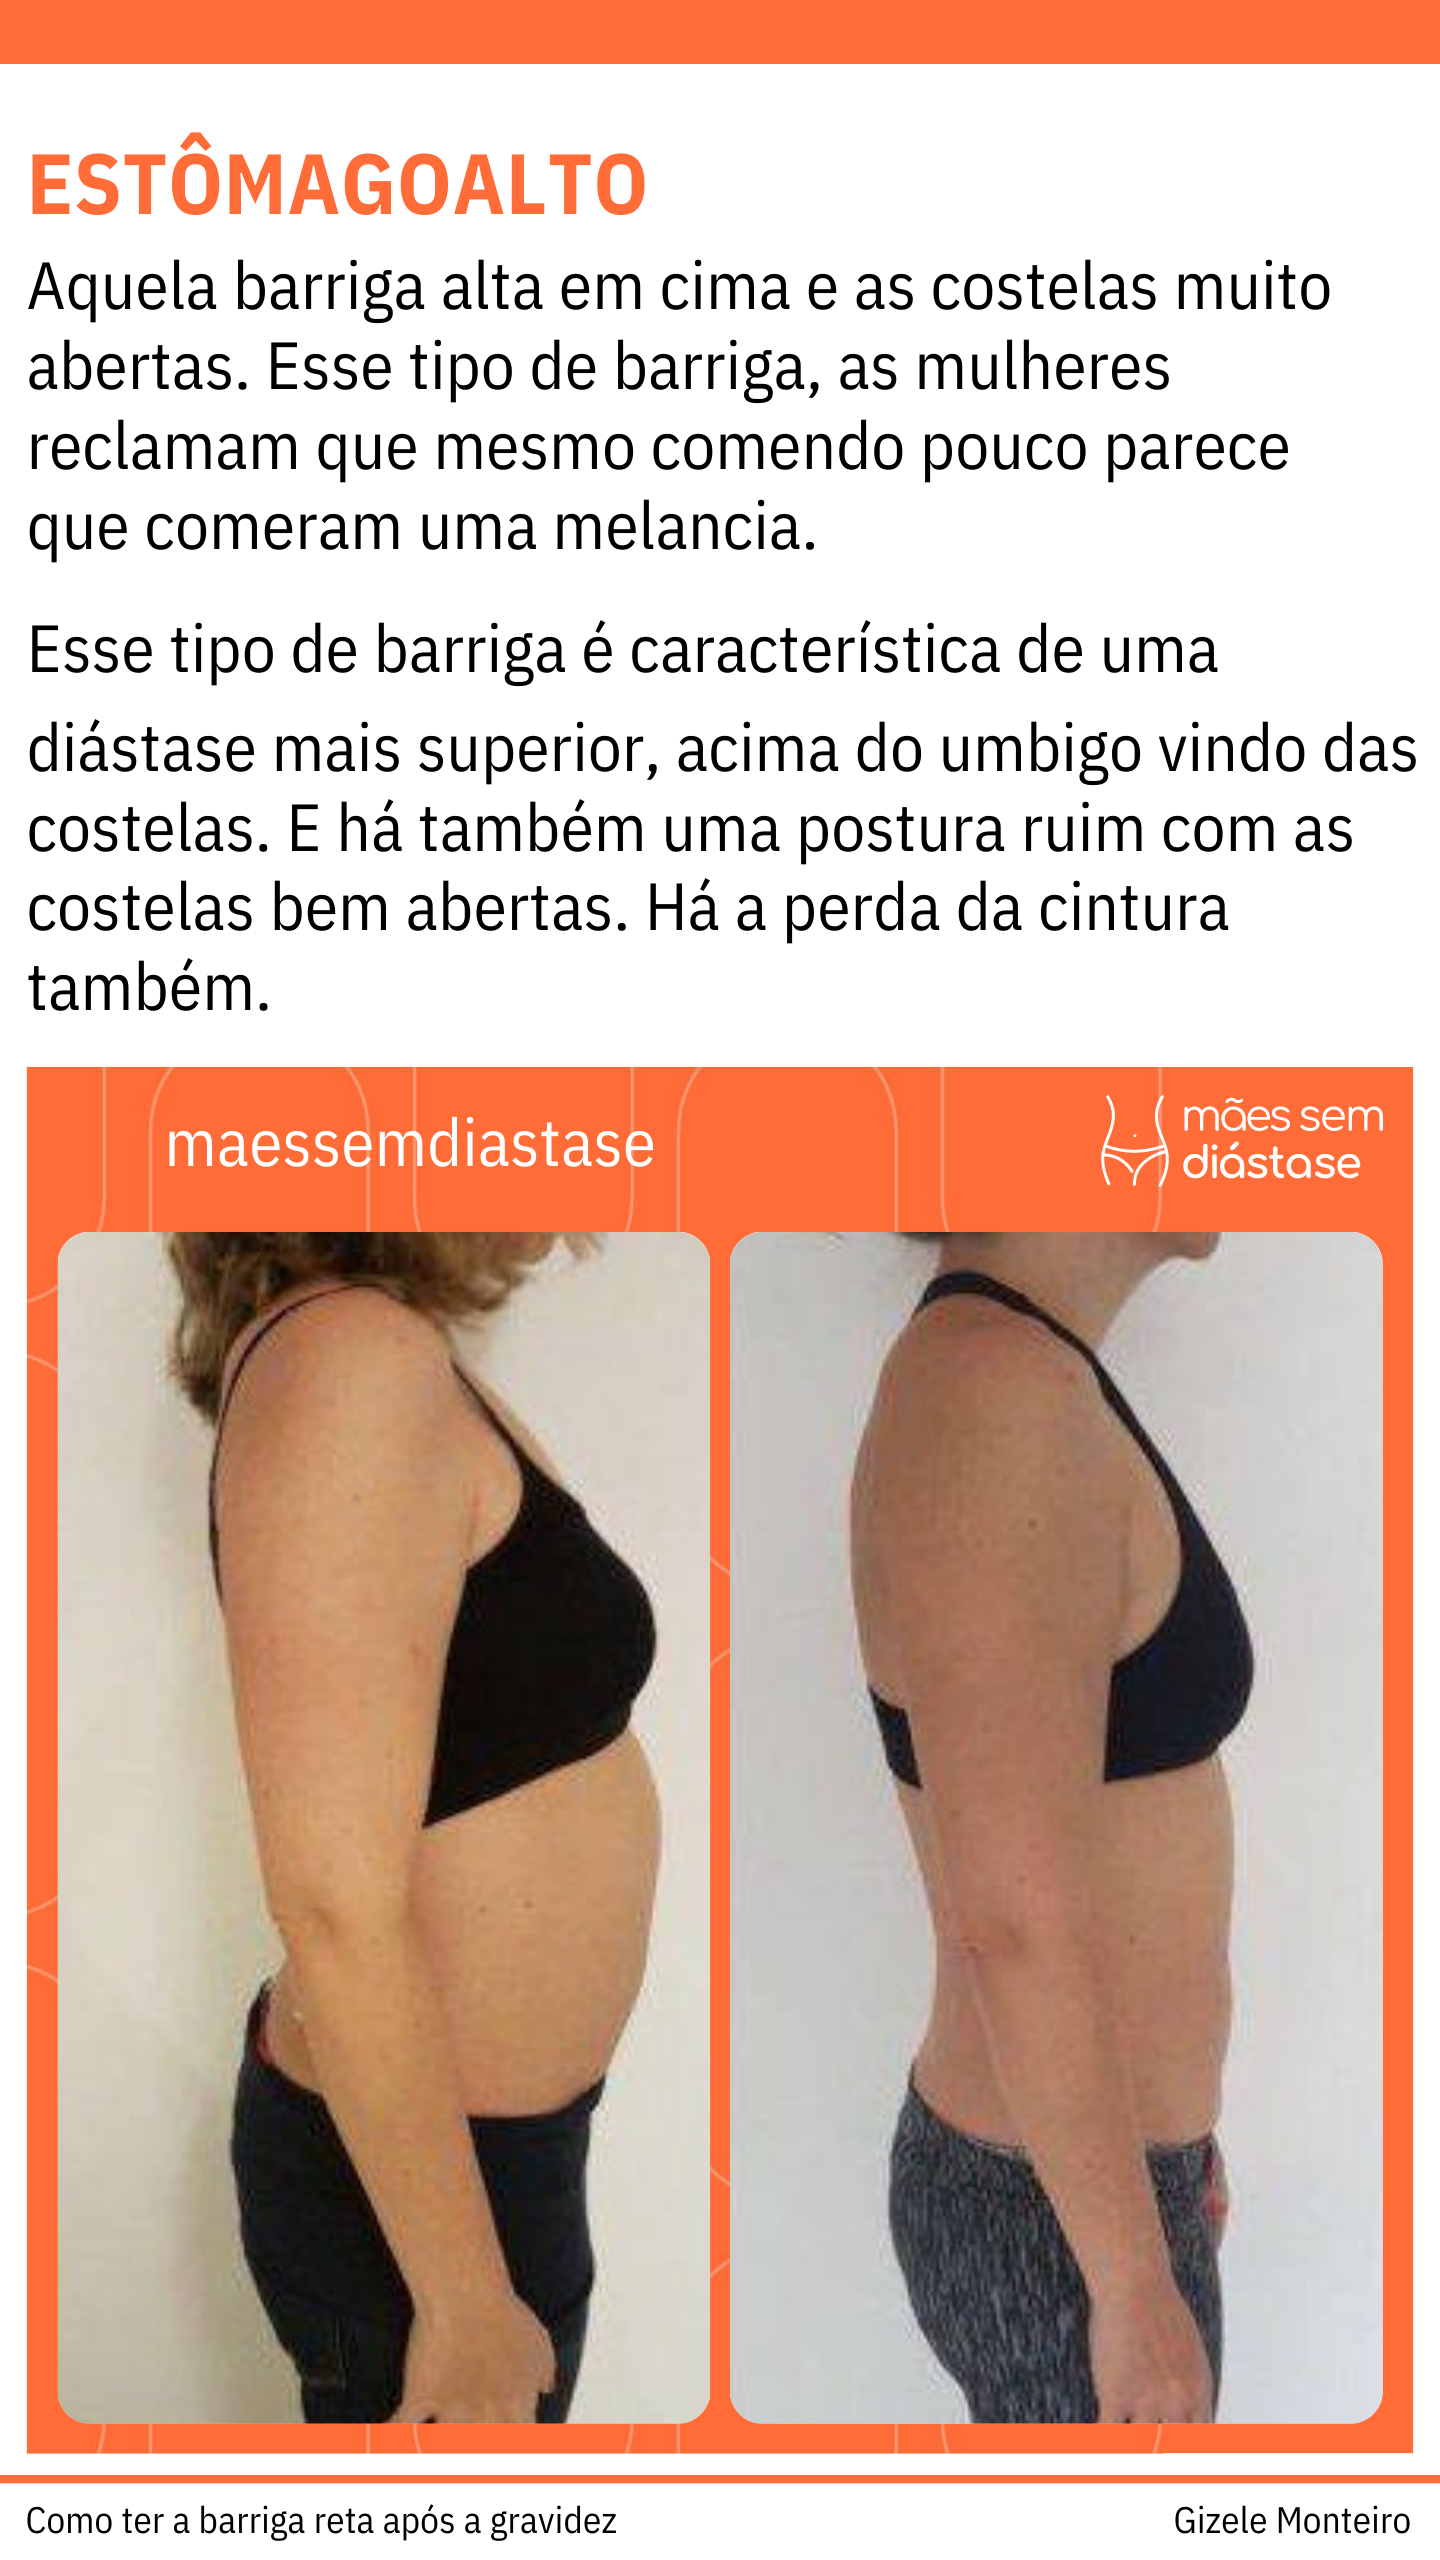 ESTÔMAGOALTO
Aquela barriga alta em cima e as costelas muito
abertas. Esse tipo de barriga, as mulheres
reclamam que mesmo comendo pouco parece
que comeram uma melancia.
Esse tipo de barriga é característica de uma
diástase mais superior, acima do umbigo vindo das
costelas. E há também uma postura ruim com as
costelas bem abertas. Há a perda da cintura
também.
maessemdiastase
mães sem
diástase
Como ter a barriga reta após a gravidez
Gizele Monteiro